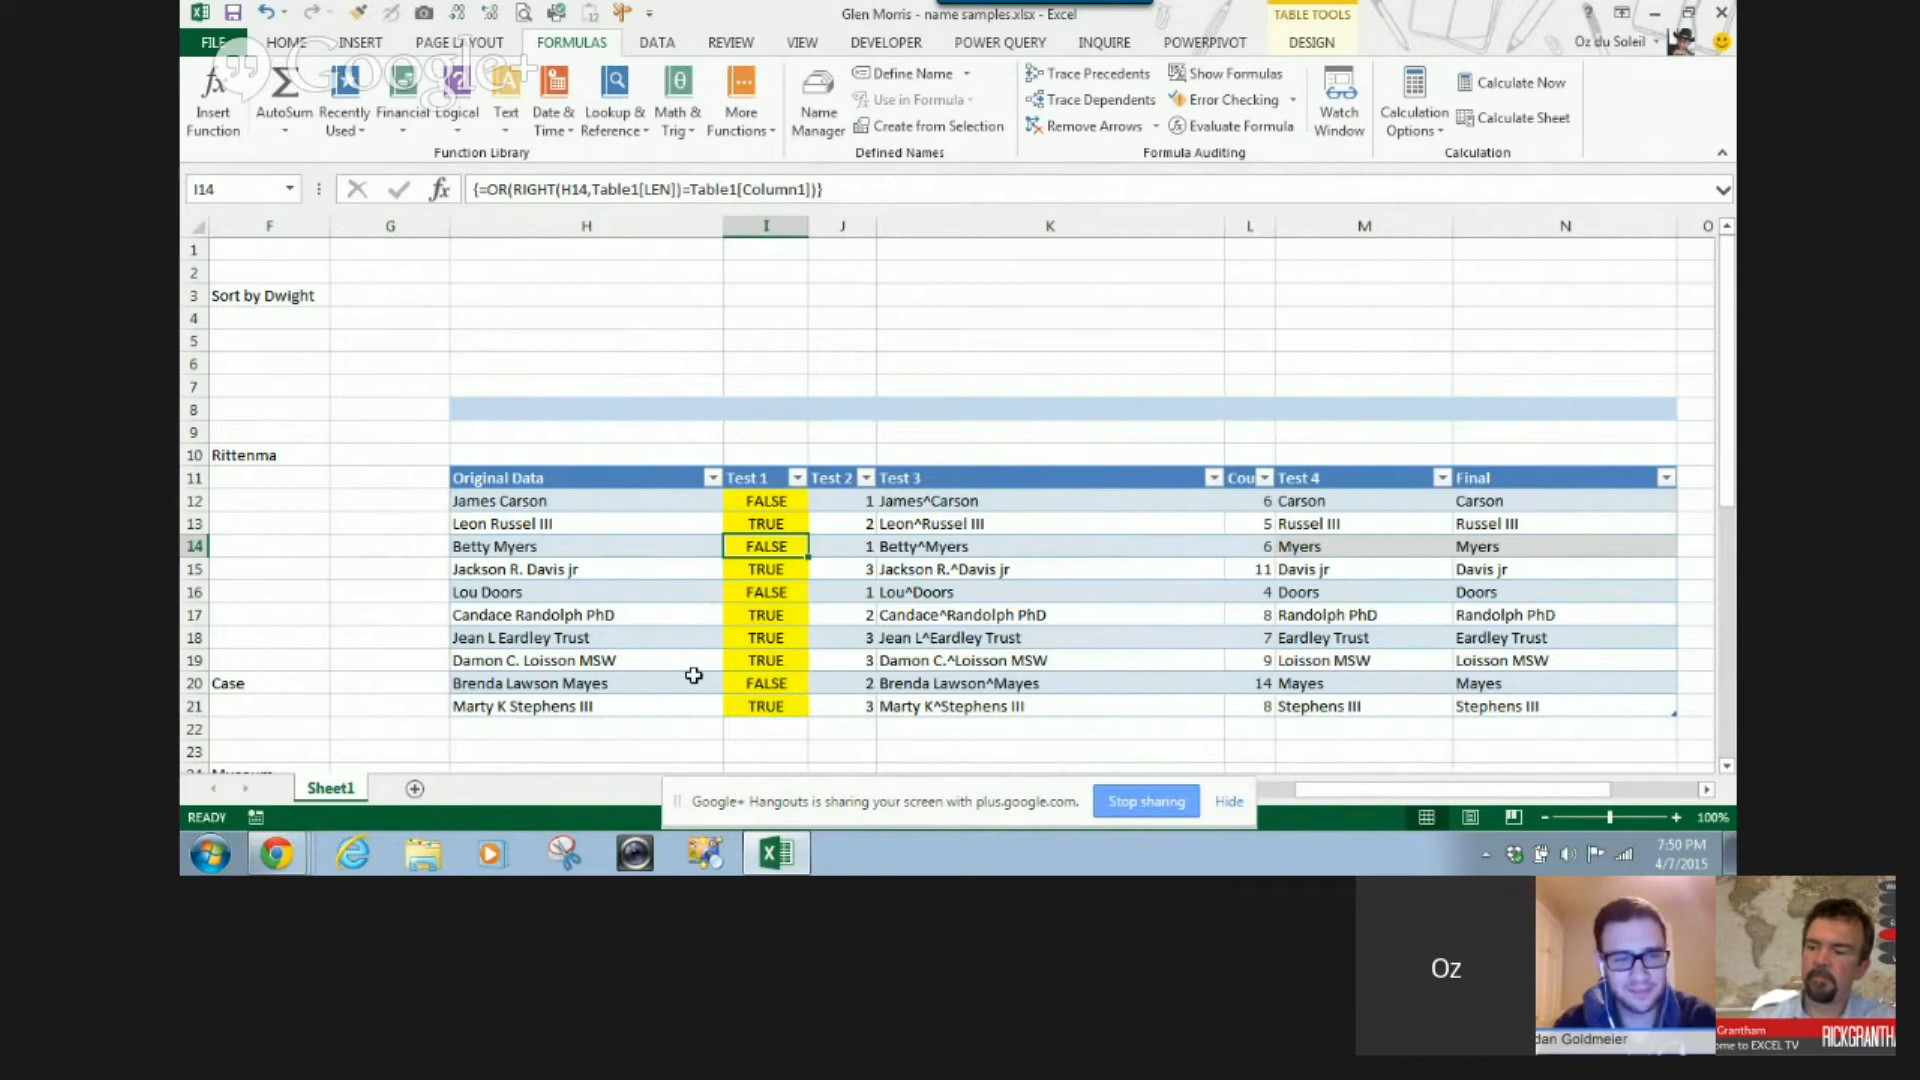 Glen Morris - name samples.xlsx - Excel
TABLE TOOLS
FILE HOME INSERT PAGE LAYOUT FORMULAS DATA REVIEW VIEW DEVELOPER POWER QUERY INQUIRE POWERPIVOT DESIGN
Oz du Soleil
Google+
Insert Function
AutoSum
Recently Used
Financial
Logical
Text
Date & Time
Lookup & Reference
Math & Trig
More Functions
Function Library
Name Manager
Define Name
Use in Formula
Create from Selection
Defined Names
Trace Precedents
Trace Dependents
Remove Arrows
Show Formulas
Error Checking
Evaluate Formula
Formula Auditing
Watch Window
Calculation Options
Calculate Now
Calculate Sheet
Calculation
I14
fx
{=OR(RIGHT(H14,Table1[LEN])=Table1[Column1])}
F G H I J K L M N O
1
2
3 Sort by Dwight
4
5
6
7
8
9
10 Rittenma
11 Original Data Test 1 Test 2 Test 3 Cou Test 4 Final
12 James Carson FALSE 1 James^Carson 6 Carson Carson
13 Leon Russel III TRUE 2 Leon^Russel III 5 Russel III Russel III
14 Betty Myers FALSE 1 Betty^Myers 6 Myers Myers
15 Jackson R. Davis jr TRUE 3 Jackson R.^Davis jr 11 Davis jr Davis jr
16 Lou Doors FALSE 1 Lou^Doors 4 Doors Doors
17 Candace Randolph PhD TRUE 2 Candace^Randolph PhD 8 Randolph PhD Randolph PhD
18 Jean L Eardley Trust TRUE 3 Jean L^Eardley Trust 7 Eardley Trust Eardley Trust
19 Damon C. Loisson MSW TRUE 3 Damon C.^Loisson MSW 9 Loisson MSW Loisson MSW
20 Case Brenda Lawson Mayes FALSE 2 Brenda Lawson^Mayes 14 Mayes Mayes
21 Marty K Stephens III TRUE 3 Marty K^Stephens III 8 Stephens III Stephens III
22
23
Sheet1
Google+ Hangouts is sharing your screen with plus.google.com.
Stop sharing
Hide
READY
100%
7:50 PM
4/7/2015
Oz
dan Goldmeier
Grantham
ome to EXCEL TV
RICKGRANTH